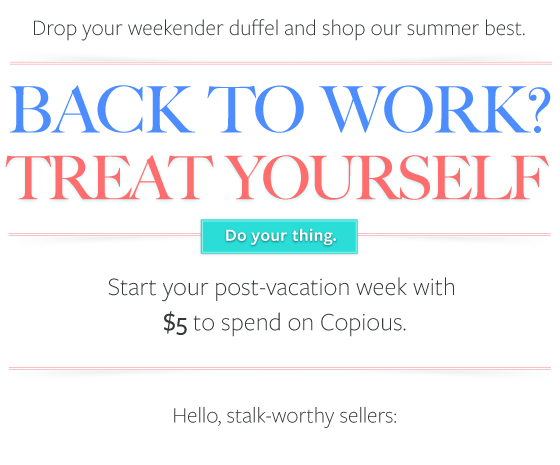 Drop your weekender duffel and shop our summer best.
BACK TO WORK?
TREAT YOURSELF
Do your thing.
Start your post-vacation week with
$5 to spend on Copious.
Hello, stalk-worthy sellers: